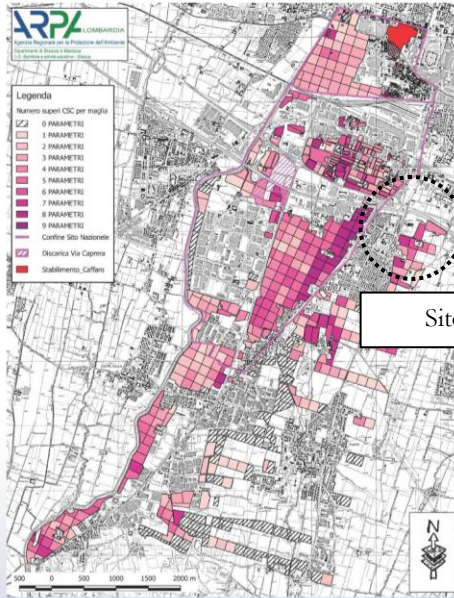 ARPA LOMBARDIA
Agenzia Regionale per la Protezione dell'Ambiente
Legenda
Numero superi CSC per maglia
0 PARAMETRI
1 PARAMETRI
2 PARAMETRI
3 PARAMETRI
4 PARAMETRI
5 PARAMETRI
6 PARAMETRI
7 PARAMETRI
8 PARAMETRI
9 PARAMETRI
Confine Sito Nazionale
Discarica Via Caprera
Stabilimento_Caffaro
Sito
N
500 0 500 1000 1500 2000 m